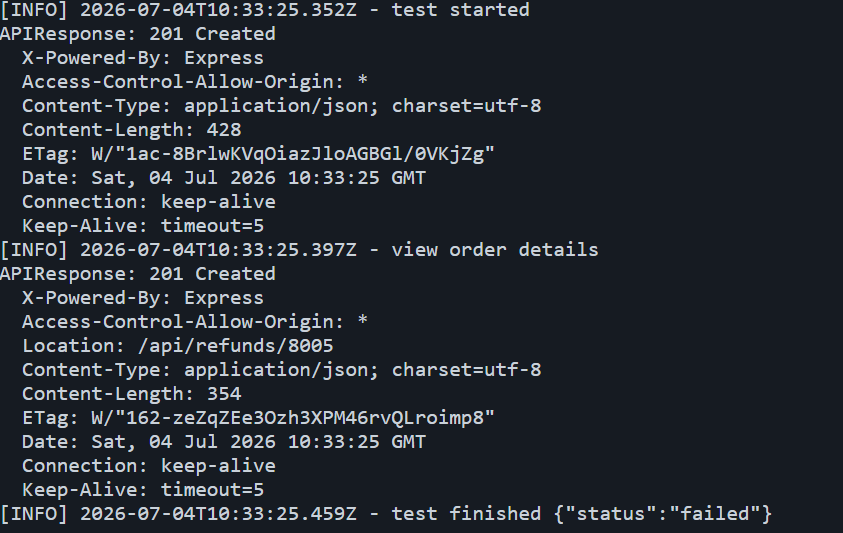 [INFO] 2026-07-04T10:33:25.352Z - test started
APIResponse: 201 Created
  X-Powered-By: Express
  Access-Control-Allow-Origin: *
  Content-Type: application/json; charset=utf-8
  Content-Length: 428
  ETag: W/"1ac-8BrlwKVqOiazJloAGBGl/0VKjZg"
  Date: Sat, 04 Jul 2026 10:33:25 GMT
  Connection: keep-alive
  Keep-Alive: timeout=5
[INFO] 2026-07-04T10:33:25.397Z - view order details
APIResponse: 201 Created
  X-Powered-By: Express
  Access-Control-Allow-Origin: *
  Location: /api/refunds/8005
  Content-Type: application/json; charset=utf-8
  Content-Length: 354
  ETag: W/"162-zeZqZEe3Ozh3XPM46rvQLroimp8"
  Date: Sat, 04 Jul 2026 10:33:25 GMT
  Connection: keep-alive
  Keep-Alive: timeout=5
[INFO] 2026-07-04T10:33:25.459Z - test finished {"status":"failed"}